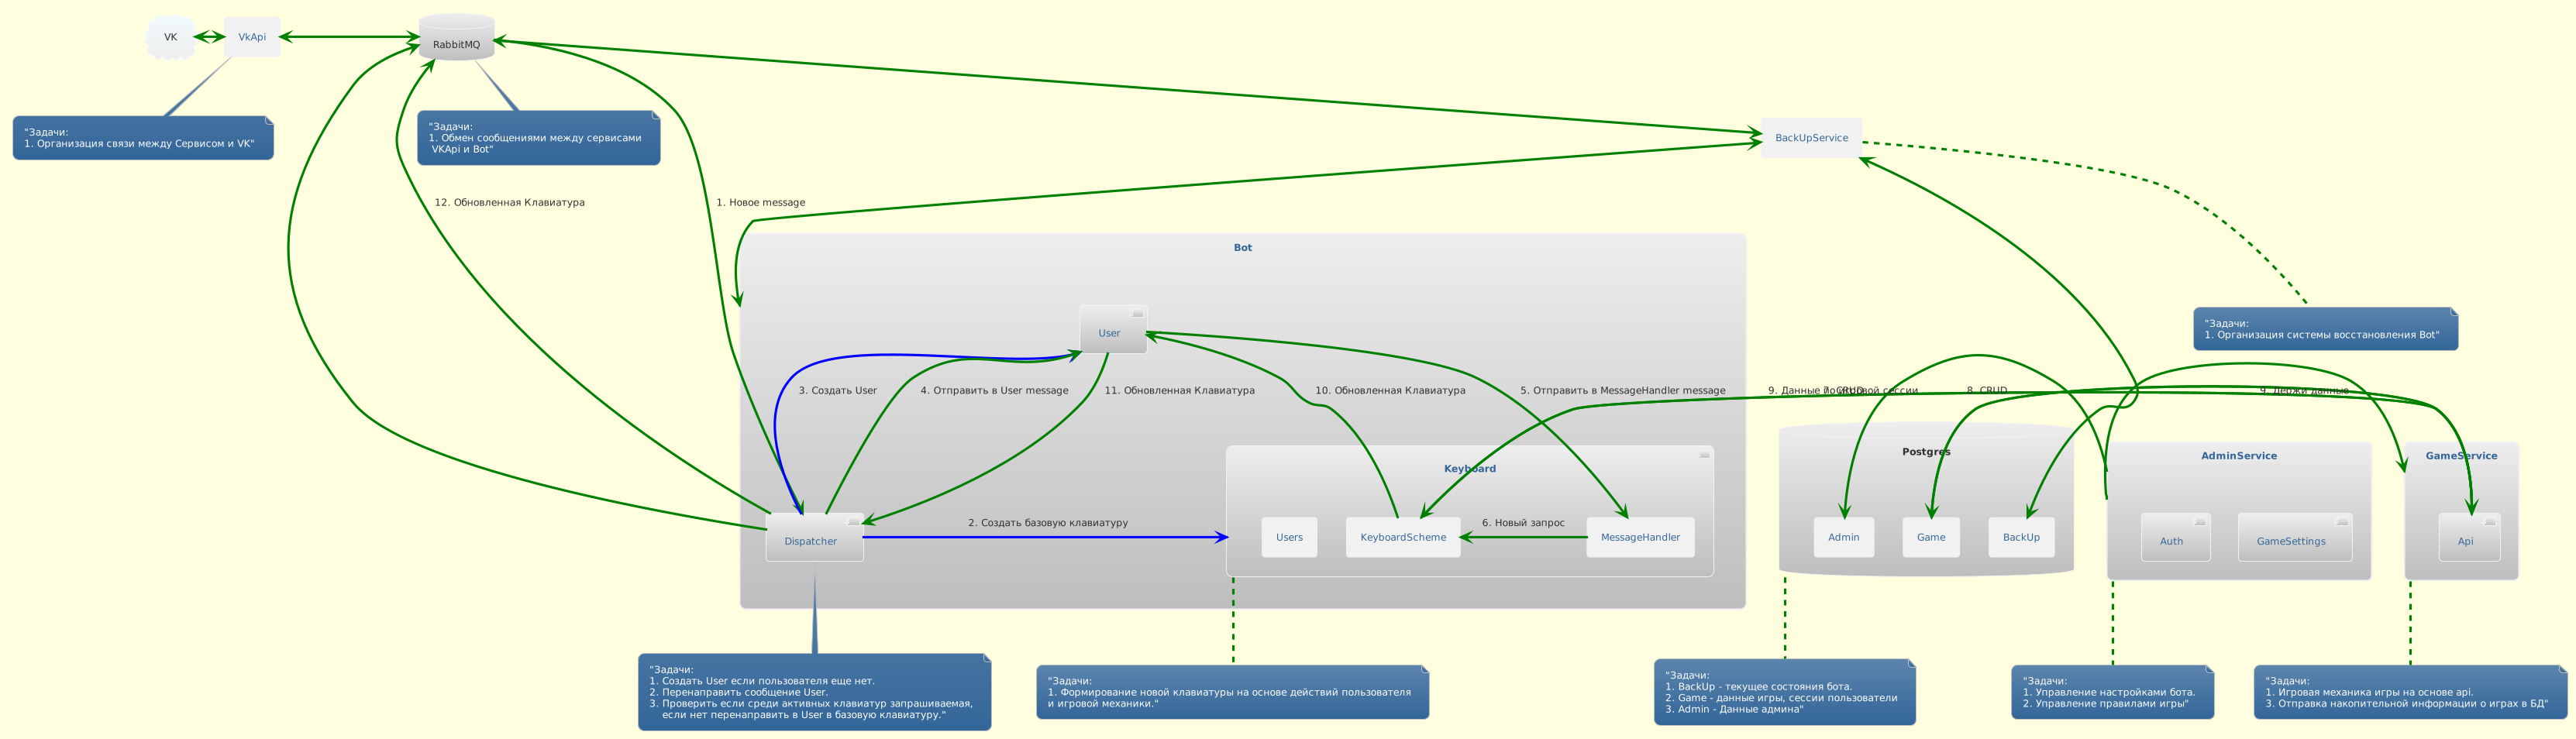 VK
VkApi
RabbitMQ
"Задачи:
1. Организация связи между Сервисом и VK"
"Задачи:
1. Обмен сообщениями между сервисами
VKApi и Bot"
BackUpService
12. Обновленная Клавиатура
1. Новое message
Bot
"Задачи:
1. Организация системы восстановления Bot"
User
3. Создать User
4. Отправить в User message
11. Обновленная Клавиатура
10. Обновленная Клавиатура
5. Отправить в MessageHandler message
9. Данные по игровой сессии
7. CRUD
8. CRUD
9. Держи данные
Keyboard
Postgres
AdminService
GameService
2. Создать базовую клавиатуру
6. Новый запрос
Dispatcher
Users
KeyboardScheme
MessageHandler
Admin
Game
BackUp
Auth
GameSettings
Api
"Задачи:
1. Создать User если пользователя еще нет.
2. Перенаправить сообщение User.
3. Проверить если среди активных клавиатур запрашиваемая,
если нет перенаправить в User в базовую клавиатуру."
"Задачи:
1. Формирование новой клавиатуры на основе действий пользователя
и игровой механики."
"Задачи:
1. BackUp - текущее состояния бота.
2. Game - данные игры, сессии пользователи
3. Admin - Данные админа"
"Задачи:
1. Управление настройками бота.
2. Управление правилами игры"
"Задачи:
1. Игровая механика игры на основе api.
3. Отправка накопительной информации о играх в БД"